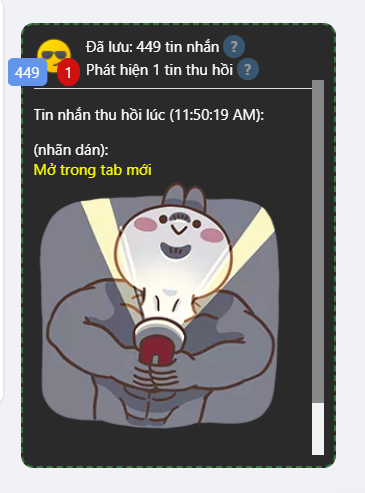 Đã lưu: 449 tin nhắn ?
Phát hiện 1 tin thu hồi ?
449
1
Tin nhắn thu hồi lúc (11:50:19 AM):
(nhãn dán):
Mở trong tab mới